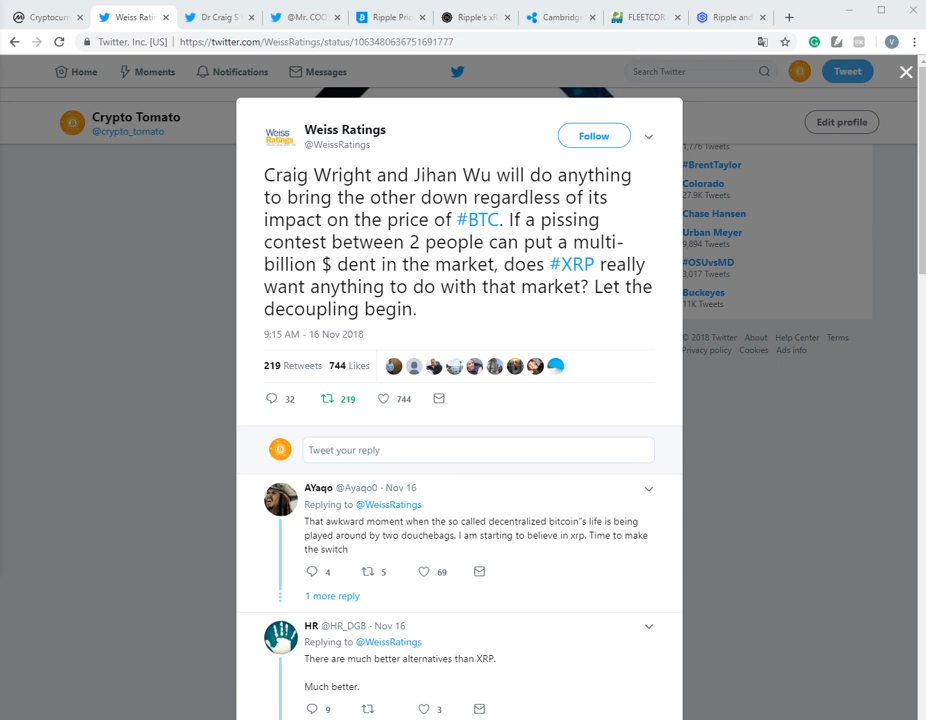 Cryptocurr
Weiss Ratin
Dr Craig S
@Mr. COD
Ripple Pric
Ripple's xR
Cambridg
FLEETCOR
Ripple and
Twitter, Inc. [US] https://twitter.com/WeissRatings/status/1063480636751691777
Home Moments Notifications Messages Search Twitter Tweet
Crypto Tomato
@crypto_tomato
Edit profile
Weiss Ratings
Weiss Ratings
@WeissRatings
Follow
Craig Wright and Jihan Wu will do anything
to bring the other down regardless of its
impact on the price of #BTC. If a pissing
contest between 2 people can put a multi-
billion $ dent in the market, does #XRP really
want anything to do with that market? Let the
decoupling begin.
9:15 AM - 16 Nov 2018
219 Retweets 744 Likes
32 219 744
Tweet your reply
AYaqo @Ayaqo0 · Nov 16
Replying to @WeissRatings
That awkward moment when the so called decentralized bitcoin"s life is being
played around by two douchebags. I am starting to believe in xrp. Time to make
the switch
4 5 69
1 more reply
HR @HR_DGB · Nov 16
Replying to @WeissRatings
There are much better alternatives than XRP.
Much better.
9 3
1,776 Tweets
#BrentTaylor
Colorado
27.9K Tweets
Chase Hansen
Urban Meyer
9,894 Tweets
#OSUvsMD
3,017 Tweets
Buckeyes
11K Tweets
© 2018 Twitter About Help Center Terms
Privacy policy Cookies Ads info